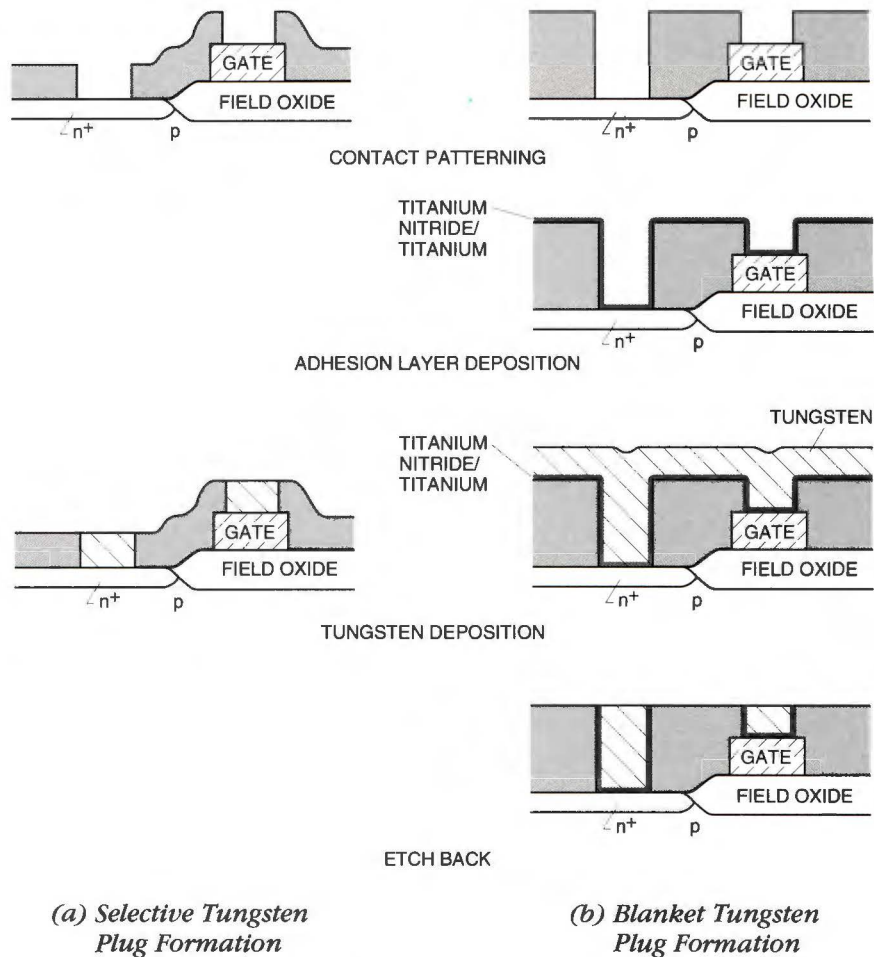 GATE
FIELD OXIDE
n+
p
GATE
FIELD OXIDE
n+
p
CONTACT PATTERNING
TITANIUM
NITRIDE/
TITANIUM
GATE
FIELD OXIDE
n+
p
ADHESION LAYER DEPOSITION
GATE
FIELD OXIDE
n+
p
TITANIUM
NITRIDE/
TITANIUM
TUNGSTEN
GATE
FIELD OXIDE
n+
p
TUNGSTEN DEPOSITION
GATE
FIELD OXIDE
n+
p
ETCH BACK
(a) Selective Tungsten
Plug Formation
(b) Blanket Tungsten
Plug Formation